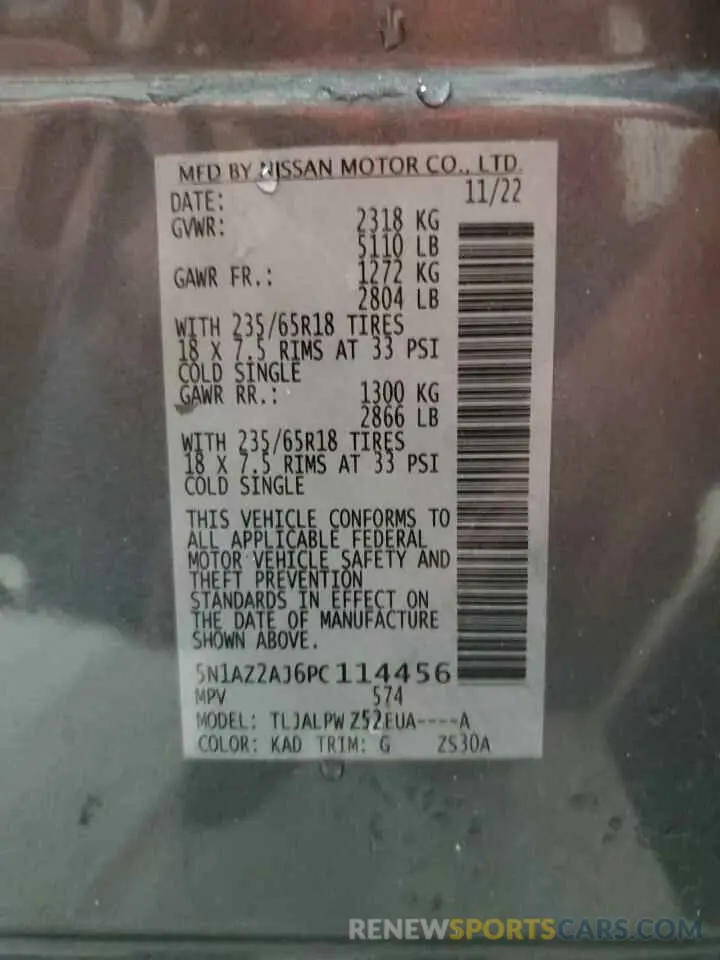 MFD BY NISSAN MOTOR CO., LTD.
DATE: 11/22
GVWR: 2318 KG
5110 LB
GAWR FR.: 1272 KG
2804 LB
WITH 235/65R18 TIRES
18 X 7.5 RIMS AT 33 PSI
COLD SINGLE
GAWR RR.: 1300 KG
2866 LB
WITH 235/65R18 TIRES
18 X 7.5 RIMS AT 33 PSI
COLD SINGLE
THIS VEHICLE CONFORMS TO
ALL APPLICABLE FEDERAL
MOTOR VEHICLE SAFETY AND
THEFT PREVENTION
STANDARDS IN EFFECT ON
THE DATE OF MANUFACTURE
SHOWN ABOVE.
5N1AZ2AJ6PC114456
MPV 574
MODEL: TLJALPW Z52EUA----A
COLOR: KAD TRIM: G ZS30A
RENEWSPORTSCARS.COM